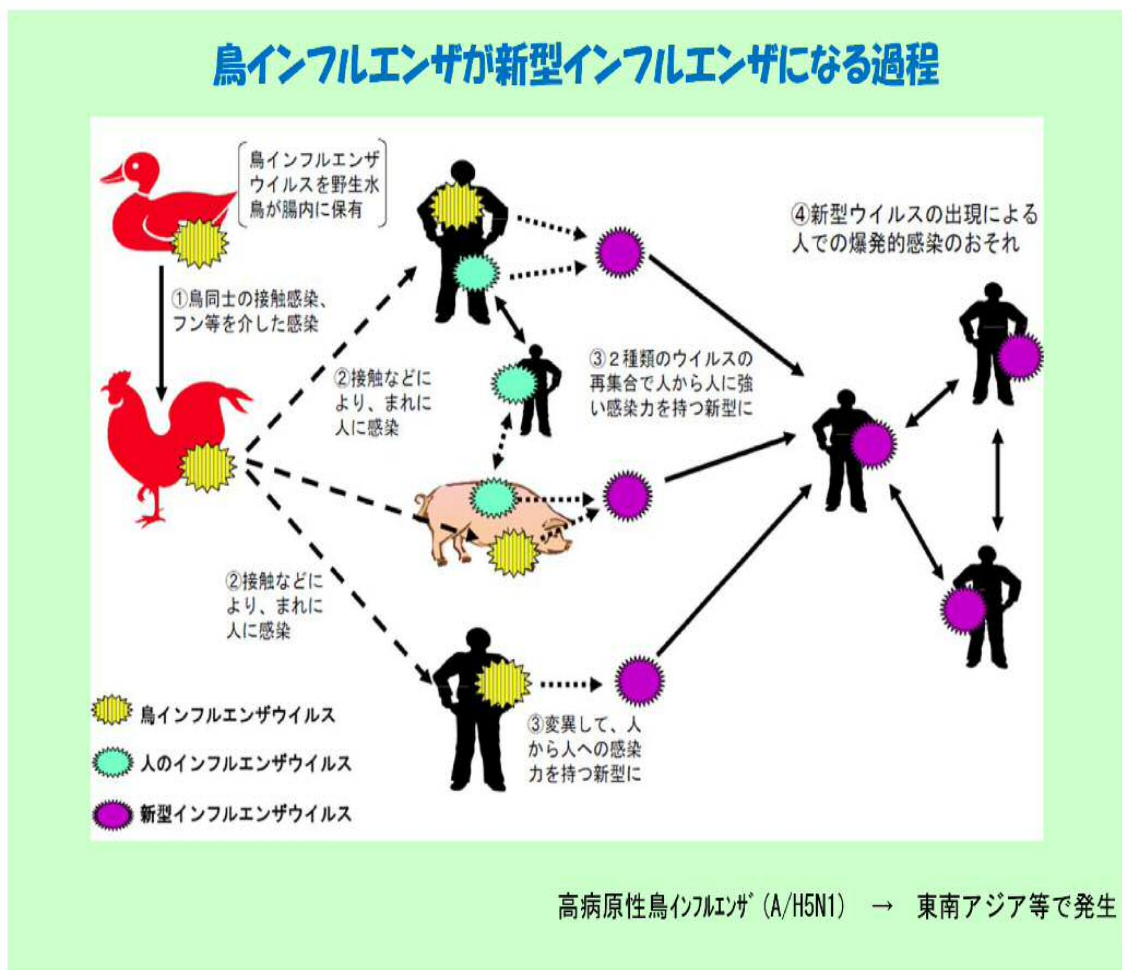 鳥インフルエンザが新型インフルエンザになる過程
鳥インフルエンザ
ウイルスを野生水
鳥が腸内に保有
①鳥同士の接触感染、
フン等を介した感染
②接触などに
より、まれに
人に感染
③２種類のウイルスの
再集合で人から人に強
い感染力を持つ新型に
④新型ウイルスの出現による
人での爆発的感染のおそれ
②接触などに
より、まれに
人に感染
③変異して、人
から人への感染
力を持つ新型に
鳥インフルエンザウイルス
人のインフルエンザウイルス
新型インフルエンザウイルス
高病原性鳥ｲﾝﾌﾙｴﾝｻﾞ(A/H5N1) → 東南アジア等で発生